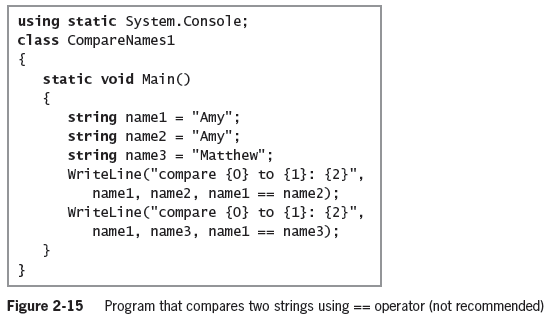 using static System.Console;
class CompareNames1
{
static void Main()
{
string name1 = "Amy";
string name2 = "Amy";
string name3 = "Matthew";
WriteLine("compare {0} to {1}: {2}",
name1, name2, name1 == name2);
WriteLine("compare {0} to {1}: {2}",
name1, name3, name1 == name3);
}
}
Figure 2-15 Program that compares two strings using == operator (not recommended)